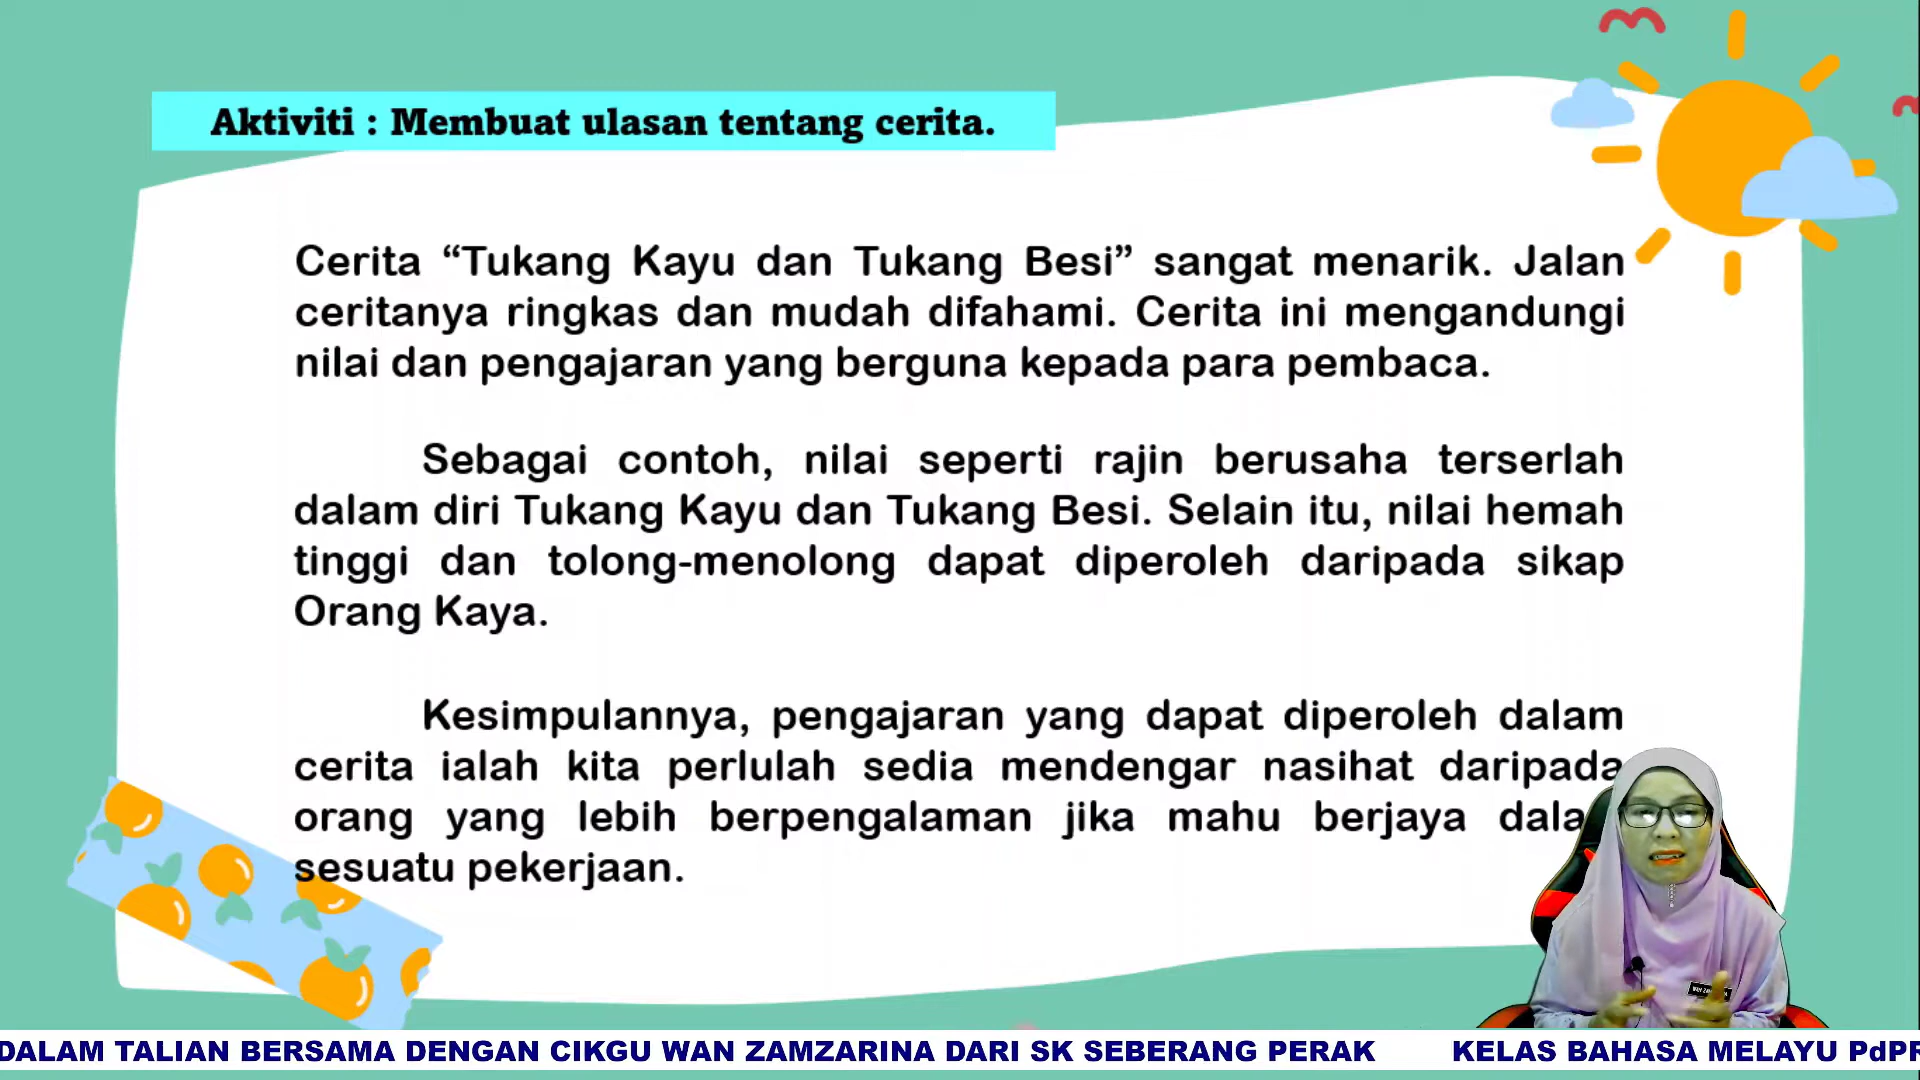 Aktiviti : Membuat ulasan tentang cerita.
Cerita “Tukang Kayu dan Tukang Besi” sangat menarik. Jalan
ceritanya ringkas dan mudah difahami. Cerita ini mengandungi
nilai dan pengajaran yang berguna kepada para pembaca.
Sebagai contoh, nilai seperti rajin berusaha terserlah
dalam diri Tukang Kayu dan Tukang Besi. Selain itu, nilai hemah
tinggi dan tolong-menolong dapat diperoleh daripada sikap
Orang Kaya.
Kesimpulannya, pengajaran yang dapat diperoleh dalam
cerita ialah kita perlulah sedia mendengar nasihat daripada
orang yang lebih berpengalaman jika mahu berjaya dala
sesuatu pekerjaan.
DALAM TALIAN BERSAMA DENGAN CIKGU WAN ZAMZARINA DARI SK SEBERANG PERAK KELAS BAHASA MELAYU PdPR